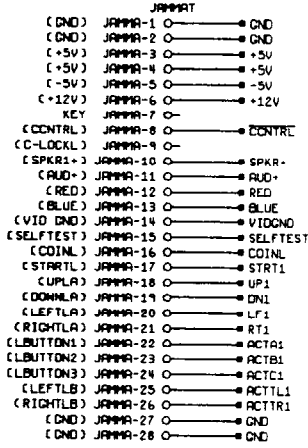 JAMMAT
[GND] JAMMA-1 GND
[GND] JAMMA-2 GND
[+5V] JAMMA-3 +5V
[+5V] JAMMA-4 +5V
[-5V] JAMMA-5 -5V
[+12V] JAMMA-6 +12V
KEY JAMMA-7
[CCNTRL] JAMMA-8 CCNTRL
[C-LOCKL] JAMMA-9
[SPKR1+] JAMMA-10 SPKR-
[AUD+] JAMMA-11 AUD+
[RED] JAMMA-12 RED
[BLUE] JAMMA-13 BLUE
[VID GND] JAMMA-14 VIDGND
[SELFTEST] JAMMA-15 SELFTEST
[COINL] JAMMA-16 COINL
[STARTL] JAMMA-17 STRT1
[UPLA] JAMMA-18 UP1
[DOWNLA] JAMMA-19 DN1
[LEFTLA] JAMMA-20 LF1
[RIGHTLA] JAMMA-21 RT1
[LBUTTON1] JAMMA-22 ACTA1
[LBUTTON2] JAMMA-23 ACTB1
[LBUTTON3] JAMMA-24 ACTC1
[LEFTLB] JAMMA-25 ACTTL1
[RIGHTLB] JAMMA-26 ACTTR1
[GND] JAMMA-27 GND
[GND] JAMMA-28 GND